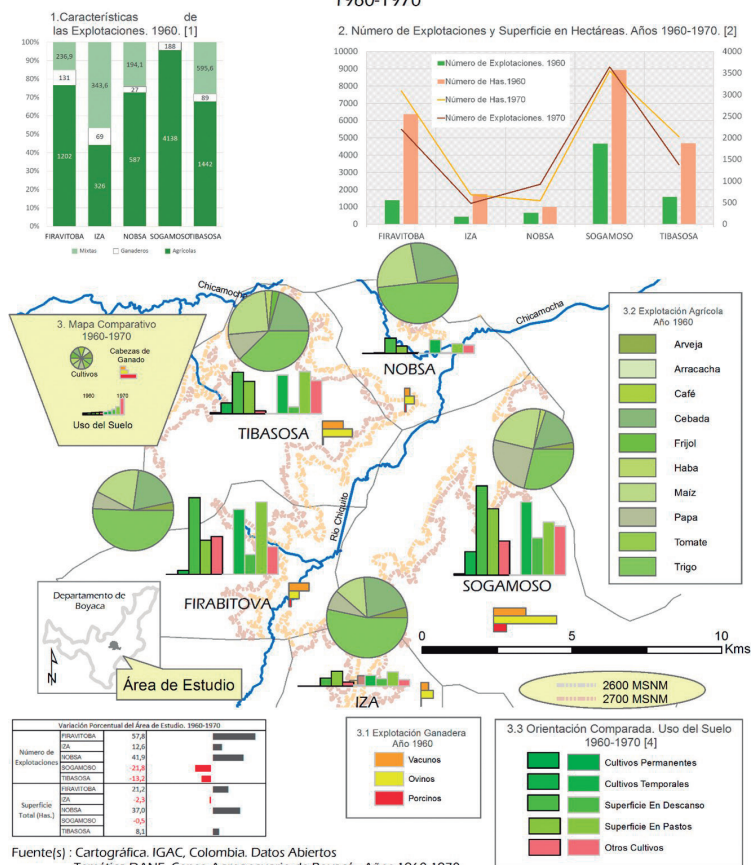 1960-1970
1.Características de
las Explotaciones. 1960. [1]
100%
90%
80%
70%
60%
50%
40%
30%
20%
10%
0%
236,9
131
1202
343,6
69
326
194,1
27
587
188
4138
595,6
89
1442
FIRAVITOBA IZA NOBSA SOGAMOSO TIBASOSA
Mixtas Ganaderos Agrícolas
2. Número de Explotaciones y Superficie en Hectáreas. Años 1960-1970. [2]
10000
9000
8000
7000
6000
5000
4000
3000
2000
1000
0
4000
3500
3000
2500
2000
1500
1000
500
0
Número de Explotaciones. 1960
Número de Has.1960
Número de Has.1970
Número de Explotaciones. 1970
FIRAVITOBA IZA NOBSA SOGAMOSO TIBASOSA
3. Mapa Comparativo
1960-1970
Cultivos
Cabezas de
Ganado
1960 1970
Uso del Suelo
Chicamocha
Chicamocha
NOBSA
TIBASOSA
Río Chiquito
FIRABITOVA
SOGAMOSO
IZA
3.2 Explotación Agrícola
Año 1960
Arveja
Arracacha
Café
Cebada
Frijol
Haba
Maíz
Papa
Tomate
Trigo
Departamento de
Boyaca
N
Área de Estudio
0 5 10
Kms
2600 MSNM
2700 MSNM
Variación Porcentual del Área de Estudio. 1960-1970
Número de
Explotaciones
FIRAVITOBA 57,8
IZA 12,6
NOBSA 41,9
SOGAMOSO -21,8
TIBASOSA -13,2
Superficie
Total (Has.)
FIRAVITOBA 21,2
IZA -2,3
NOBSA 37,0
SOGAMOSO -0,5
TIBASOSA 8,1
3.1 Explotación Ganadera
Año 1960
Vacunos
Ovinos
Porcinos
3.3 Orientación Comparada. Uso del Suelo
1960-1970 [4]
Cultivos Permanentes
Cultivos Temporales
Superficie En Descanso
Superficie En Pastos
Otros Cultivos
Fuente(s) : Cartográfica. IGAC, Colombia. Datos Abiertos